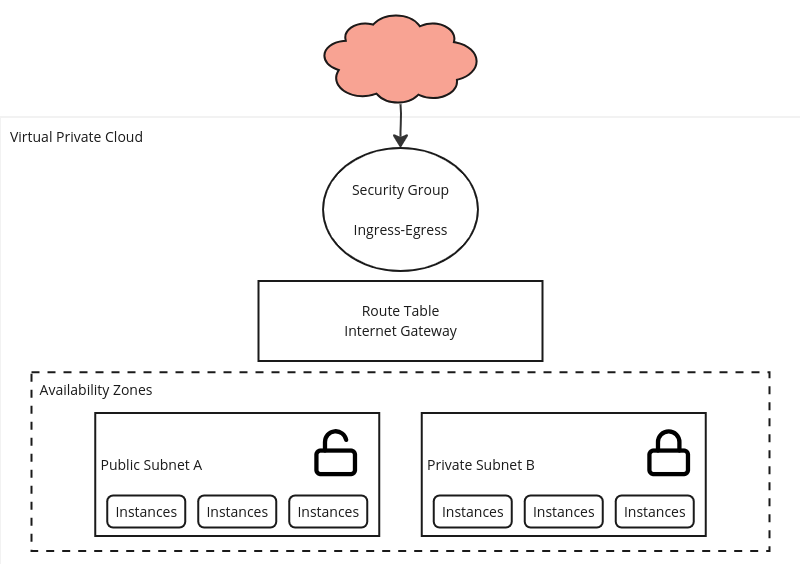 Virtual Private Cloud
Security Group
Ingress-Egress
Route Table
Internet Gateway
Availability Zones
Public Subnet A
Instances
Instances
Instances
Private Subnet B
Instances
Instances
Instances